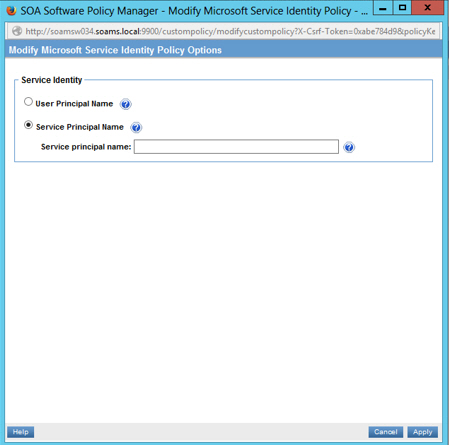 SOA Software Policy Manager - Modify Microsoft Service Identity Policy - ...
http://soamsw034.soams.local:9900/custompolicy/modifycustompolicy?X-Csrf-Token=0xabe784d9&policyKe
Modify Microsoft Service Identity Policy Options
Service Identity
User Principal Name ?
Service Principal Name ?
Service principal name: ?
Help Cancel Apply